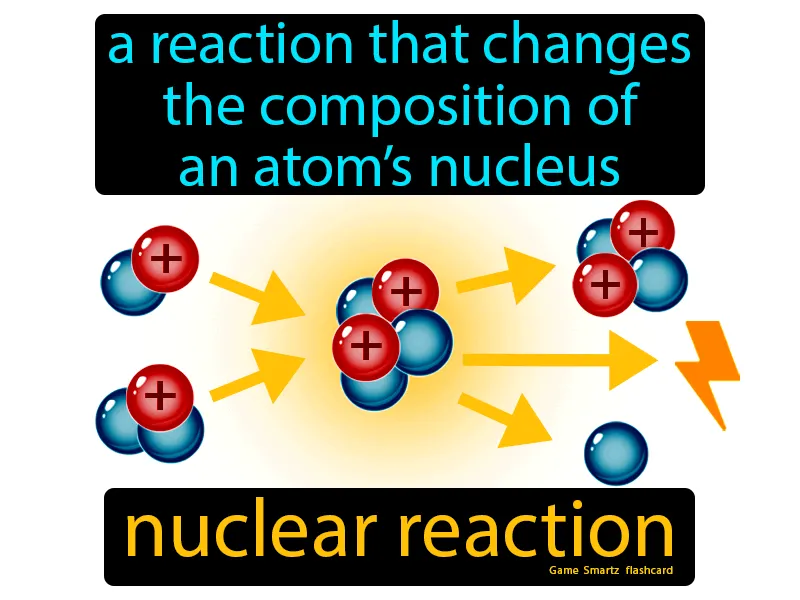 a reaction that changes
the composition of
an atom's nucleus
+
+
+
+
+
+
nuclear reaction
Game Smartz flashcard